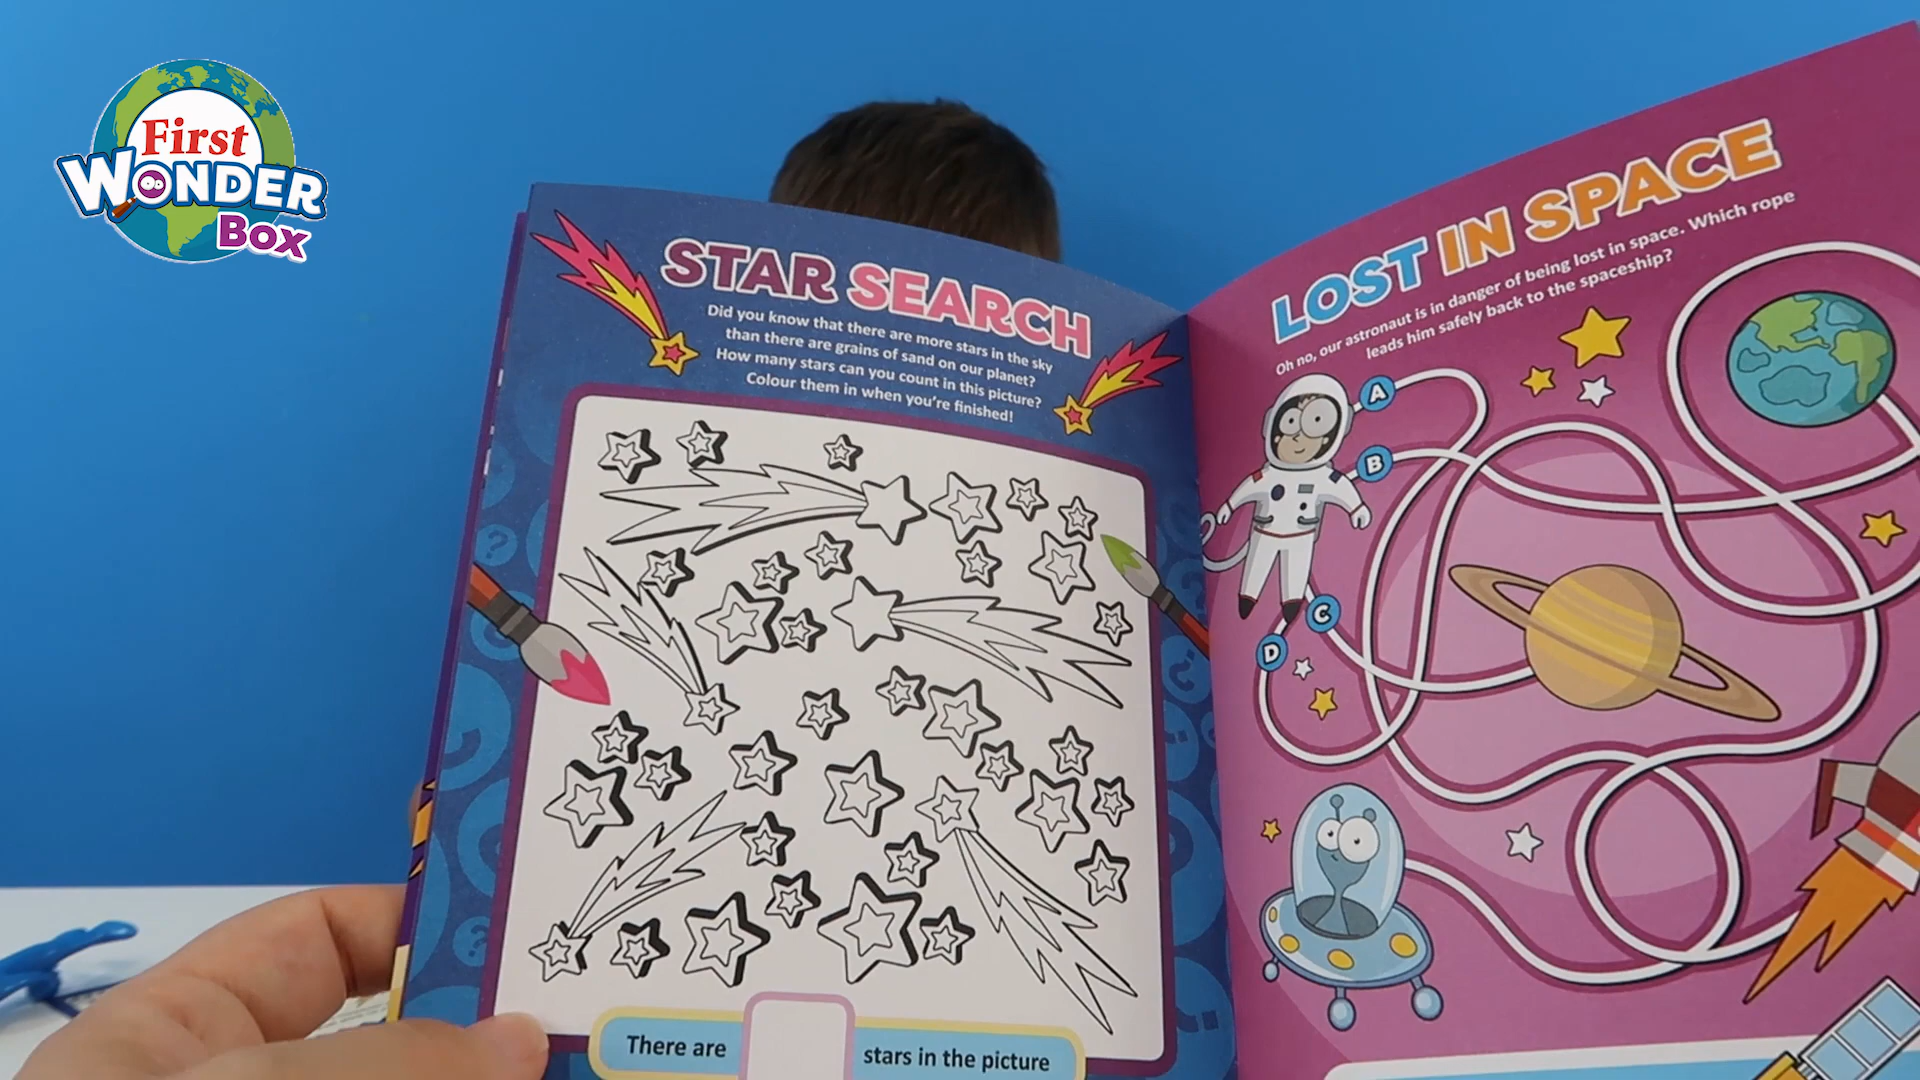 First
WONDER
Box
STAR SEARCH
Did you know that there are more stars in the sky
than there are grains of sand on our planet?
How many stars can you count in this picture?
Colour them in when you're finished!
There are
stars in the picture
LOST IN SPACE
Oh no, our astronaut is in danger of being lost in space. Which rope
leads him safely back to the spaceship?
A
B
C
D